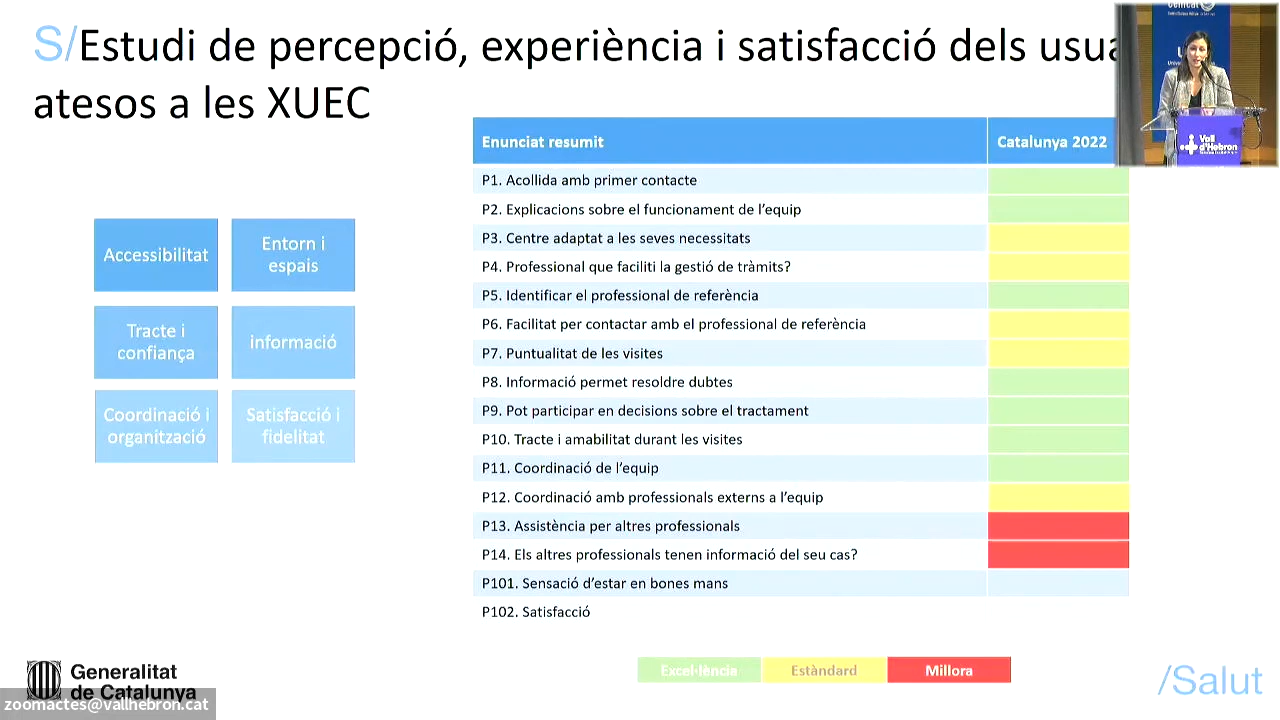 S/Estudi de percepció, experiència i satisfacció dels
atesos a les XUEC
Enunciat resumit
Catalunya 2022
P1. Acollida amb primer contacte
P2. Explicacions sobre el funcionament de l'equip
P3. Centre adaptat a les seves necessitats
P4. Professional que faciliti la gestió de tràmits?
P5. Identificar el professional de referència
P6. Facilitat per contactar amb el professional de referència
P7. Puntualitat de les visites
P8. Informació permet resoldre dubtes
P9. Pot participar en decisions sobre el tractament
P10. Tracte i amabilitat durant les visites
P11. Coordinació de l'equip
P12. Coordinació amb professionals externs a l'equip
P13. Assistència per altres professionals
P14. Els altres professionals tenen informació del seu cas?
P101. Sensació d'estar en bones mans
P102. Satisfacció
Accessibilitat
Entorn i
espais
Tracte i
confiança
informació
Coordinació i
organització
Satisfacció i
fidelitat
Excel·lència
Estàndard
Millora
Generalitat
de Catalunya
/Salut
zoomactes@vallhebron.cat
Vall
d'Hebron